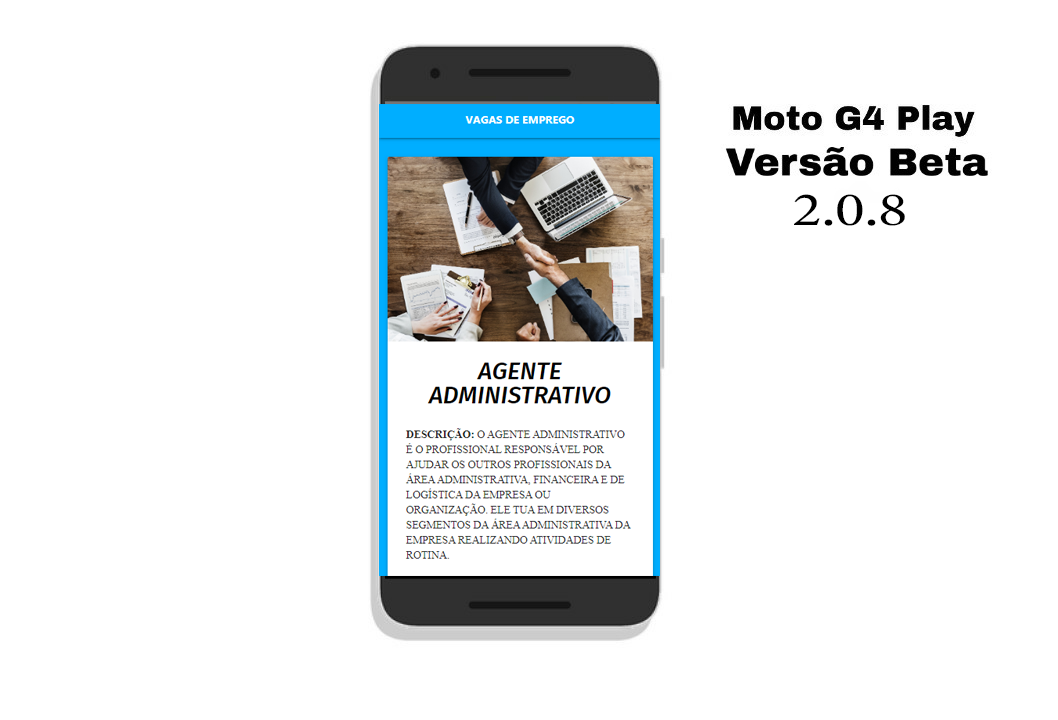 VAGAS DE EMPREGO
AGENTE
ADMINISTRATIVO
DESCRIÇÃO: O AGENTE ADMINISTRATIVO
É O PROFISSIONAL RESPONSÁVEL POR
AJUDAR OS OUTROS PROFISSIONAIS DA
ÁREA ADMINISTRATIVA, FINANCEIRA E DE
LOGÍSTICA DA EMPRESA OU
ORGANIZAÇÃO. ELE TUA EM DIVERSOS
SEGMENTOS DA ÁREA ADMINISTRATIVA DA
EMPRESA REALIZANDO ATIVIDADES DE
ROTINA.
Moto G4 Play
Versão Beta
2.0.8